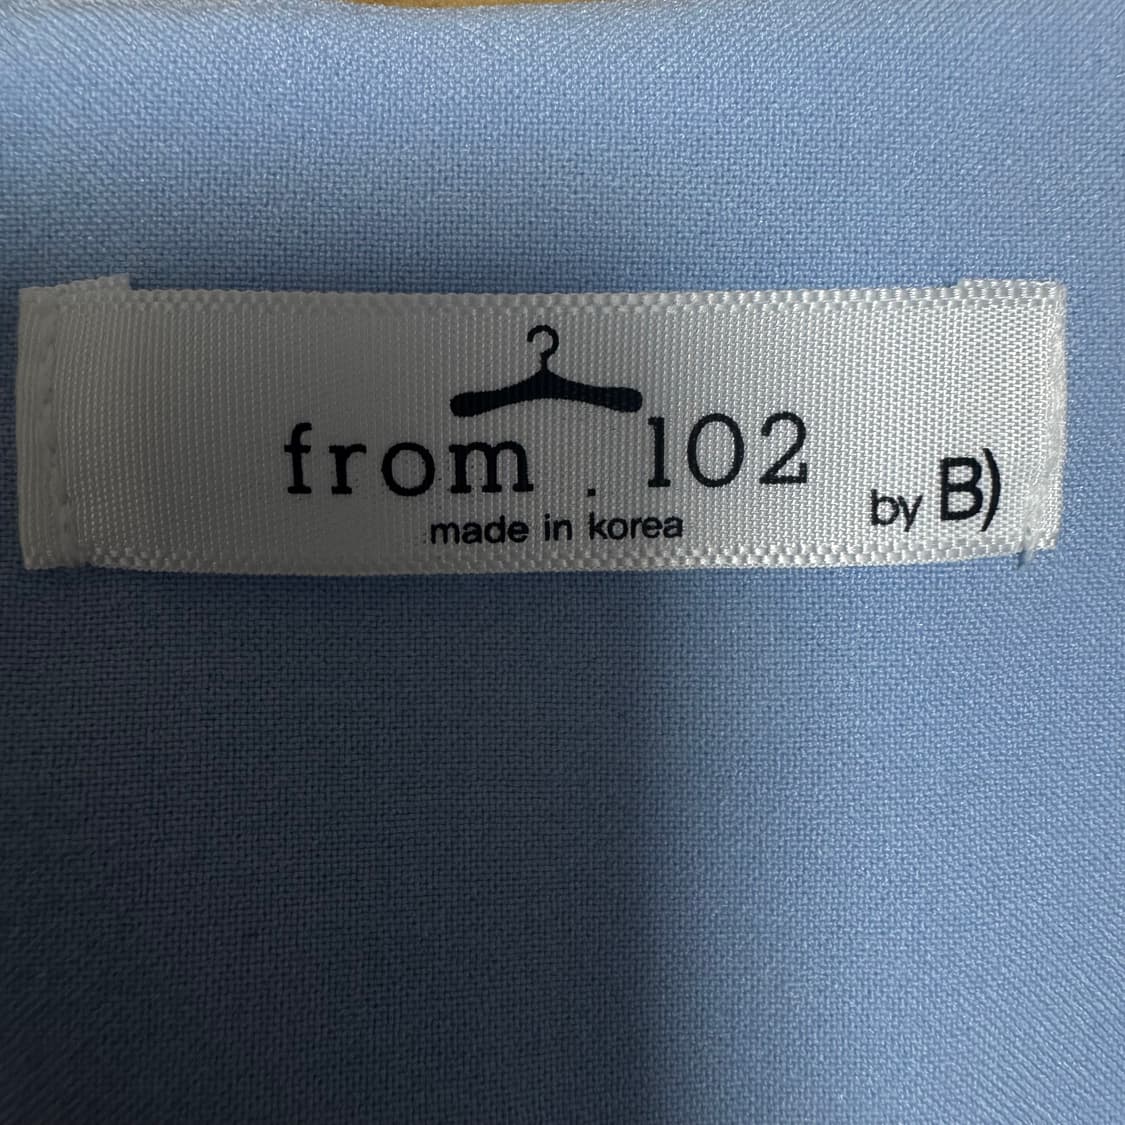 from . 102
by B)
made in korea